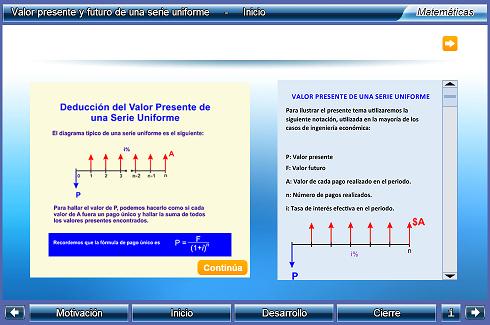 Valor presente y futuro de una serie uniforme - Inicio
Matemáticas
Deducción del Valor Presente de
una Serie Uniforme
El diagrama típico de una serie uniforme es el siguiente:
i%
A
0 1 2 3 n-2 n-1 n
P
Para hallar el valor de P, podemos hacerlo como si cada
valor de A fuera un pago único y hallar la suma de todos
los valores presentes encontrados.
Recordemos que la fórmula de pago único es P = F / (1+i)^n
Continúa
VALOR PRESENTE DE UNA SERIE UNIFORME
Para ilustrar el presente tema utilizaremos la
siguiente notación, utilizada en la mayoría de los
casos de ingeniería económica:
P: Valor presente
F: Valor futuro
A: Valor de cada pago realizado en el periodo.
n: Número de pagos realizados.
i: Tasa de interés efectiva en el periodo.
$A
i%
n
P
Motivación
Inicio
Desarrollo
Cierre
i